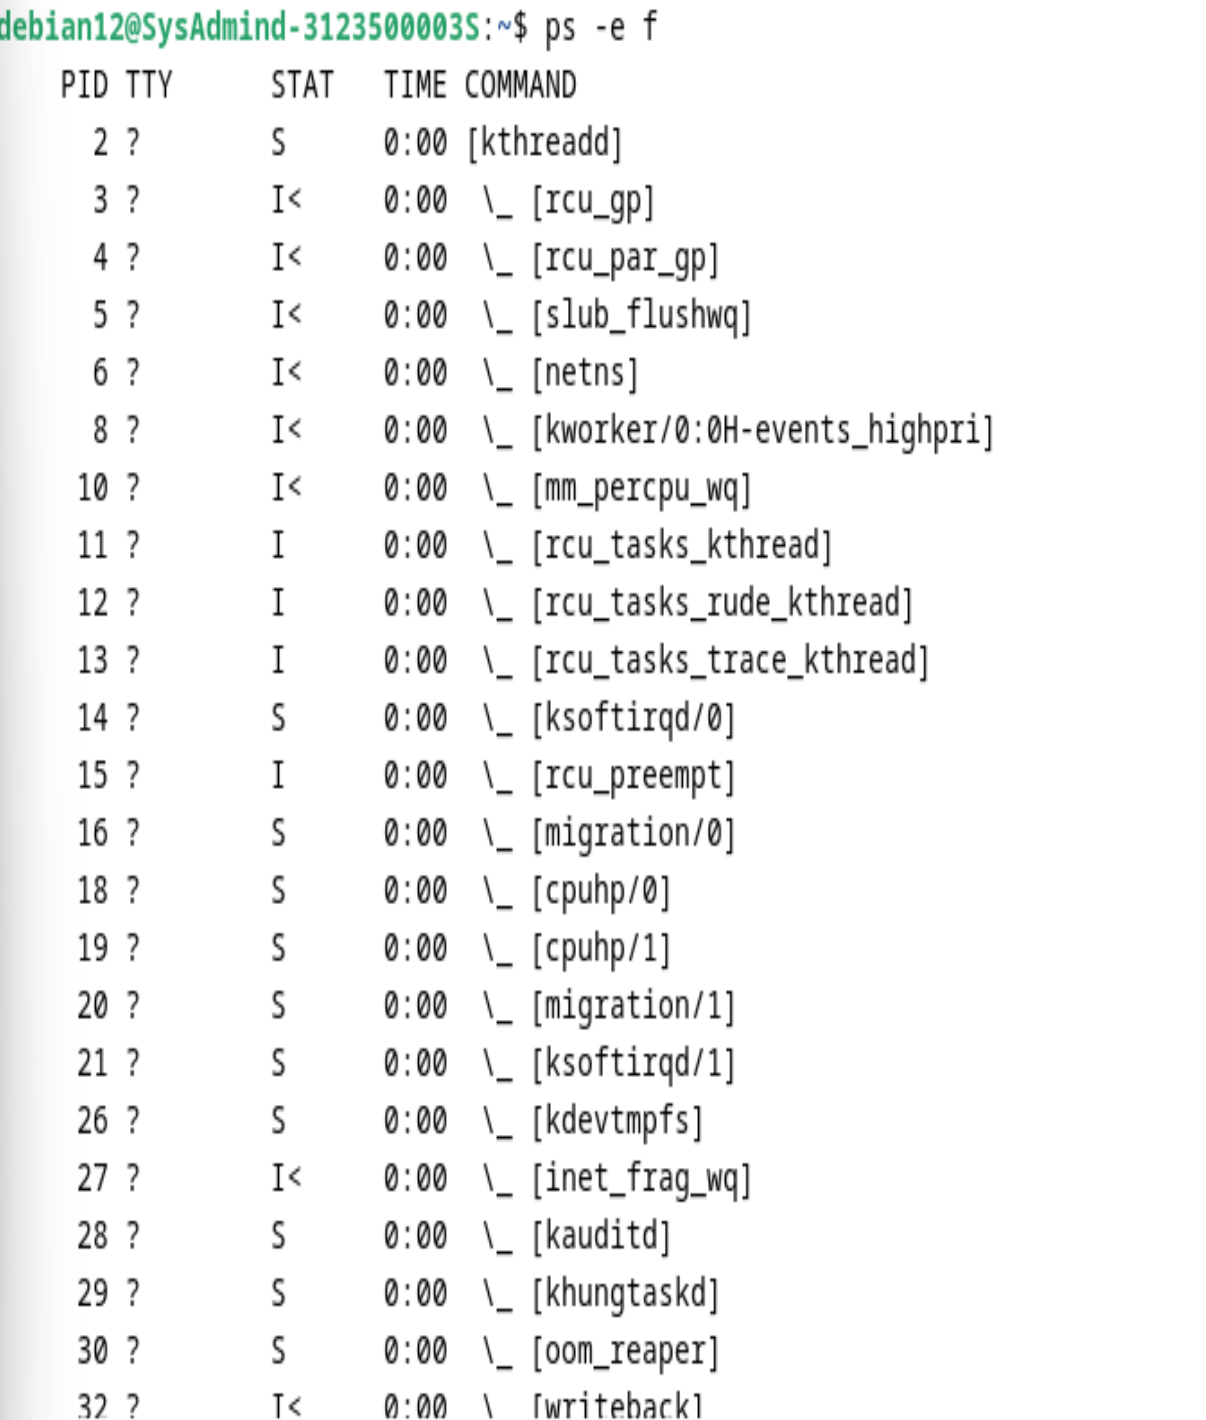 debian12@SysAdmind-3123500003S:~$ ps -e f
PID TTY STAT TIME COMMAND
2 ? S 0:00 [kthreadd]
3 ? I< 0:00 \_ [rcu_gp]
4 ? I< 0:00 \_ [rcu_par_gp]
5 ? I< 0:00 \_ [slub_flushwq]
6 ? I< 0:00 \_ [netns]
8 ? I< 0:00 \_ [kworker/0:0H-events_highpri]
10 ? I< 0:00 \_ [mm_percpu_wq]
11 ? I 0:00 \_ [rcu_tasks_kthread]
12 ? I 0:00 \_ [rcu_tasks_rude_kthread]
13 ? I 0:00 \_ [rcu_tasks_trace_kthread]
14 ? S 0:00 \_ [ksoftirqd/0]
15 ? I 0:00 \_ [rcu_preempt]
16 ? S 0:00 \_ [migration/0]
18 ? S 0:00 \_ [cpuhp/0]
19 ? S 0:00 \_ [cpuhp/1]
20 ? S 0:00 \_ [migration/1]
21 ? S 0:00 \_ [ksoftirqd/1]
26 ? S 0:00 \_ [kdevtmpfs]
27 ? I< 0:00 \_ [inet_frag_wq]
28 ? S 0:00 \_ [kauditd]
29 ? S 0:00 \_ [khungtaskd]
30 ? S 0:00 \_ [oom_reaper]
32 ? I< 0:00 \_ [writeback]